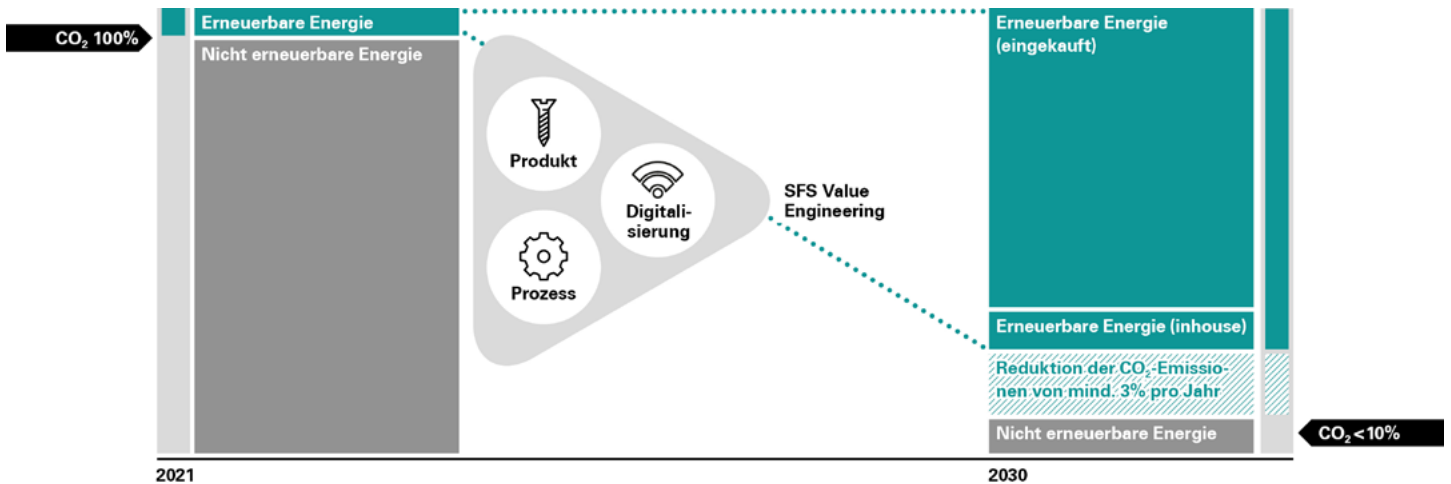 CO₂ 100%
Erneuerbare Energie
Nicht erneuerbare Energie
Produkt
Prozess
Digitali-
sierung
SFS Value
Engineering
Erneuerbare Energie
(eingekauft)
Erneuerbare Energie (inhouse)
Reduktion der CO₂-Emissio-
nen von mind. 3% pro Jahr
Nicht erneuerbare Energie
CO₂ < 10%
2021
2030